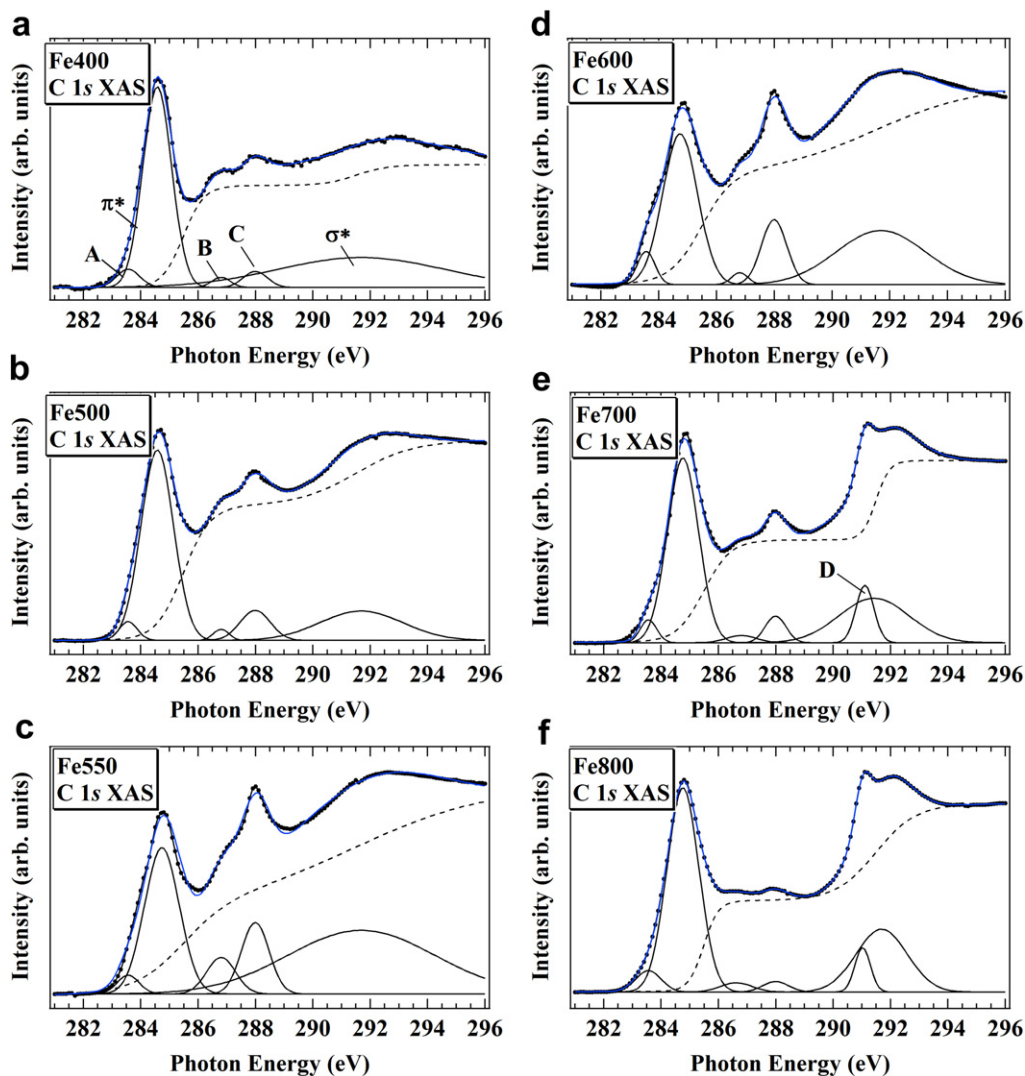 a
Fe400
C 1s XAS
Intensity (arb. units)
π*
A
B
C
σ*
282 284 286 288 290 292 294 296
Photon Energy (eV)
b
Fe500
C 1s XAS
Intensity (arb. units)
282 284 286 288 290 292 294 296
Photon Energy (eV)
c
Fe550
C 1s XAS
Intensity (arb. units)
282 284 286 288 290 292 294 296
Photon Energy (eV)
d
Fe600
C 1s XAS
Intensity (arb. units)
282 284 286 288 290 292 294 296
Photon Energy (eV)
e
Fe700
C 1s XAS
Intensity (arb. units)
D
282 284 286 288 290 292 294 296
Photon Energy (eV)
f
Fe800
C 1s XAS
Intensity (arb. units)
282 284 286 288 290 292 294 296
Photon Energy (eV)